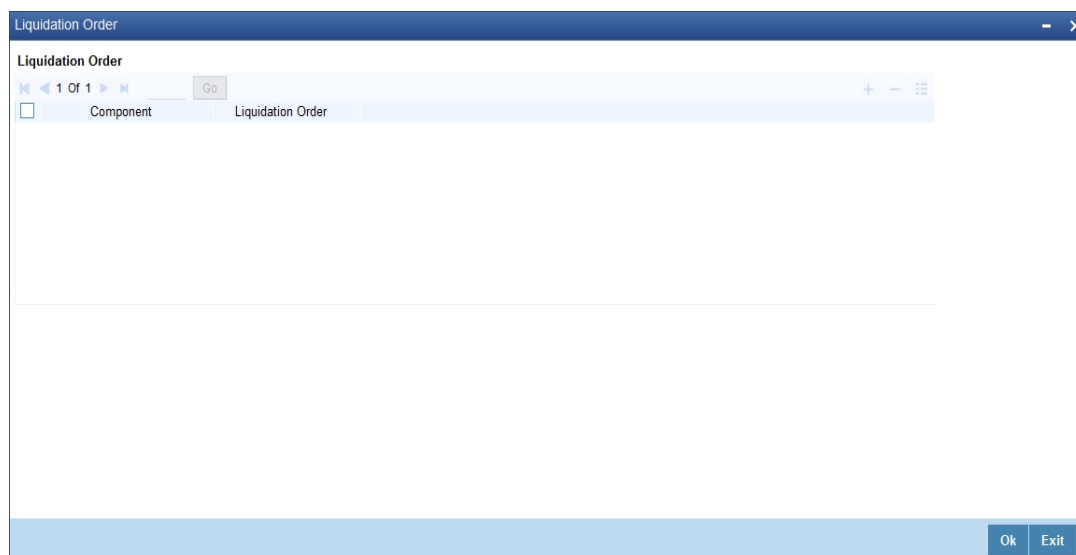 Liquidation Order
Liquidation Order
1 Of 1 Go
Component Liquidation Order
Ok Exit